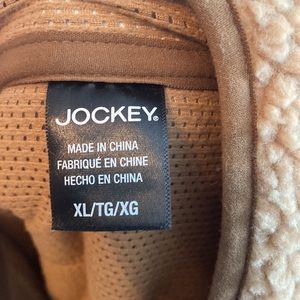 JOCKEY®
MADE IN CHINA
FABRIQUÉ EN CHINE
HECHO EN CHINA
XL/TG/XG